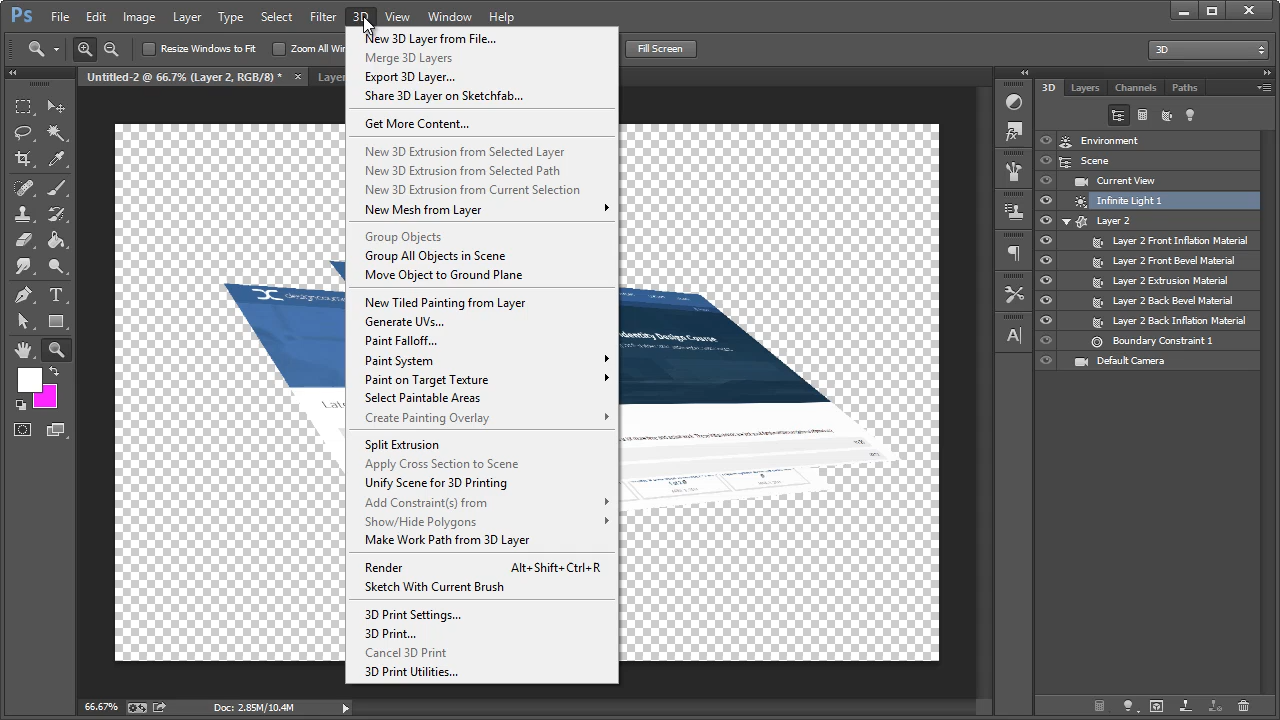 Ps File Edit Image Layer Type Select Filter 3D View Window Help
Resize Windows to Fit Zoom All Win Fill Screen 3D
Untitled-2 @ 66.7% (Layer 2, RGB/8) * × Layer
New 3D Layer from File...
Merge 3D Layers
Export 3D Layer...
Share 3D Layer on Sketchfab...
Get More Content...
New 3D Extrusion from Selected Layer
New 3D Extrusion from Selected Path
New 3D Extrusion from Current Selection
New Mesh from Layer
Group Objects
Group All Objects in Scene
Move Object to Ground Plane
New Tiled Painting from Layer
Generate UVs...
Paint Falloff...
Paint System
Paint on Target Texture
Select Paintable Areas
Create Painting Overlay
Split Extrusion
Apply Cross Section to Scene
Unify Scene for 3D Printing
Add Constraint(s) from
Show/Hide Polygons
Make Work Path from 3D Layer
Render Alt+Shift+Ctrl+R
Sketch With Current Brush
3D Print Settings...
3D Print...
Cancel 3D Print
3D Print Utilities...
identity Design Course
Late
3D Layers Channels Paths
Environment
Scene
Current View
Infinite Light 1
Layer 2
Layer 2 Front Inflation Material
Layer 2 Front Bevel Material
Layer 2 Extrusion Material
Layer 2 Back Bevel Material
Layer 2 Back Inflation Material
Boundary Constraint 1
Default Camera
66.67% Doc: 2.85M/10.4M